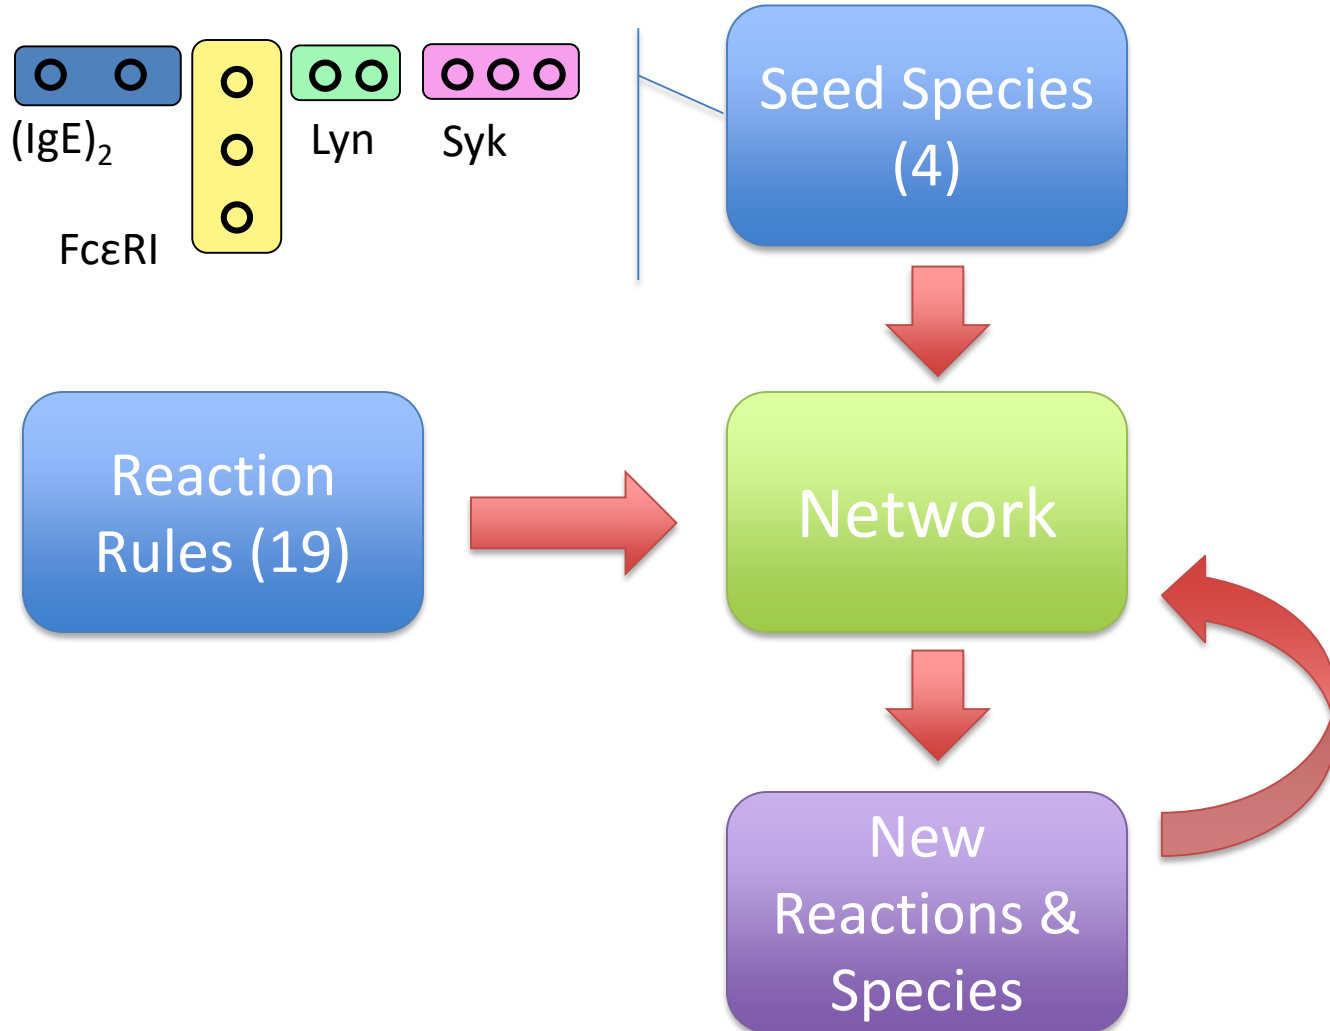 (IgE)₂
Lyn
Syk
FcεRI
Seed Species
(4)
Reaction
Rules (19)
Network
New
Reactions &
Species